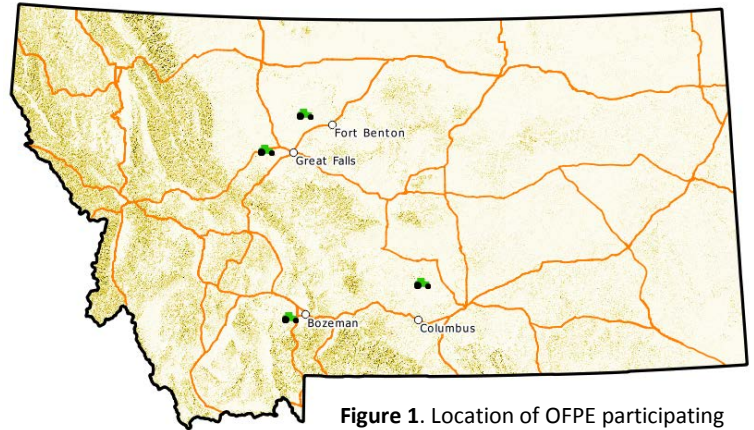 Fort Benton
Great Falls
Bozeman
Columbus
Figure 1. Location of OFPE participating